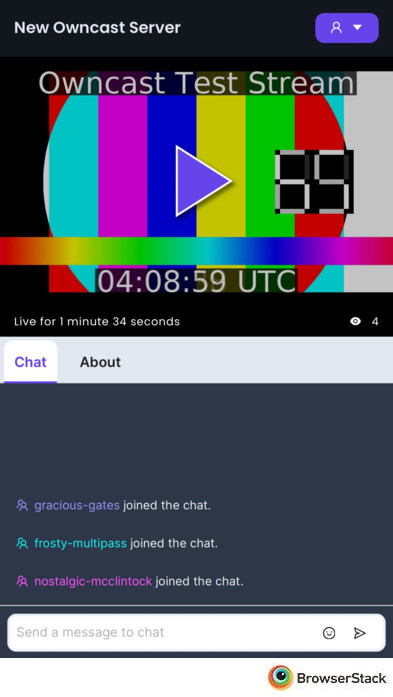 New Owncast Server
Owncast Test Stream
04:08:59 UTC
Live for 1 minute 34 seconds
4
Chat
About
gracious-gates joined the chat.
frosty-multipass joined the chat.
nostalgic-mcclintock joined the chat.
Send a message to chat
BrowserStack